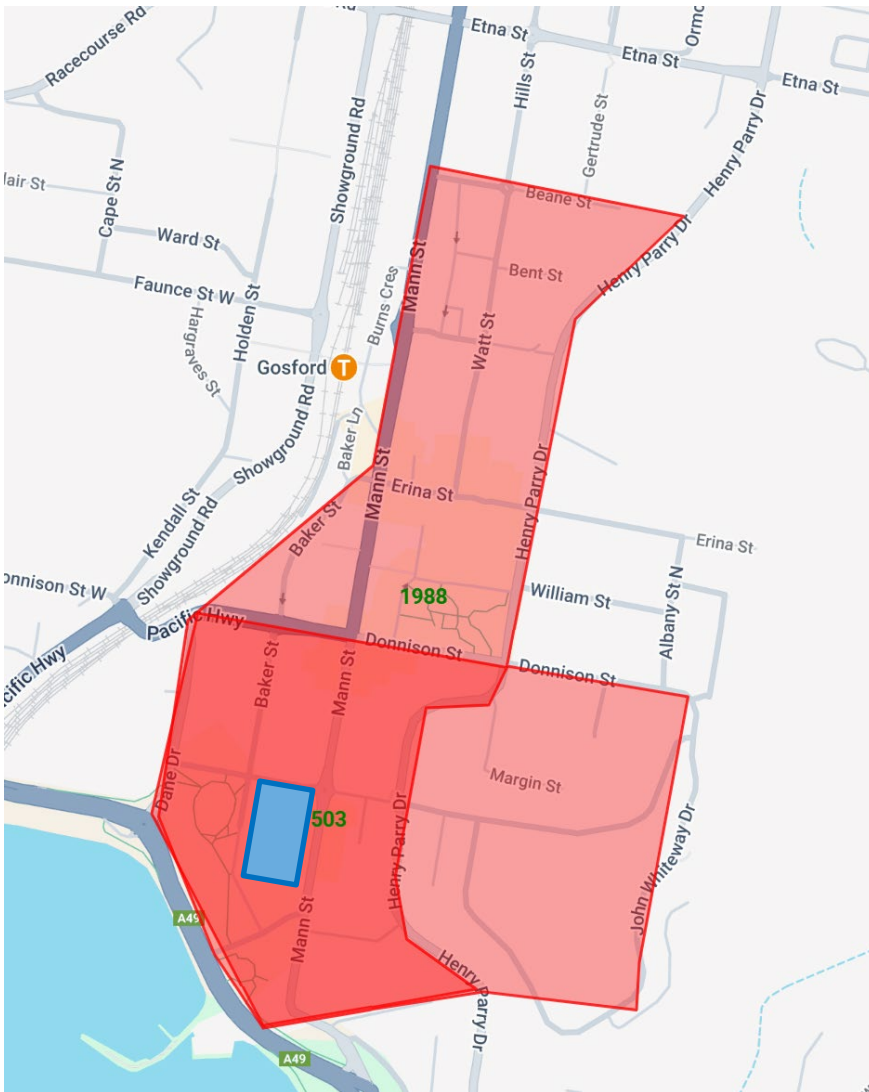 Racecourse Rd
Rd
Etna St
Etna St
Etna St
Hills St
Gertrude St
Henry Parry Dr
Showground Rd
Cape St N
Ward St
Faunce St W
Holden St
Hargraves St
Burns Cres
Mann St
Beane St
Henry Parry Dr
Bent St
Watt St
Gosford
T
Showground Rd
Baker Ln
Mann St
Erina St
Henry Parry Dr
Baker St
Kendall St
Showground Rd
Erina St
William St
Albany St N
1988
Pacific Hwy
Donnison St
Donnison St
Baker St
Mann St
Dane Dr
Margin St
503
Henry Parry Dr
John Whiteway Dr
A49
Mann St
Henry Parry Dr
A49